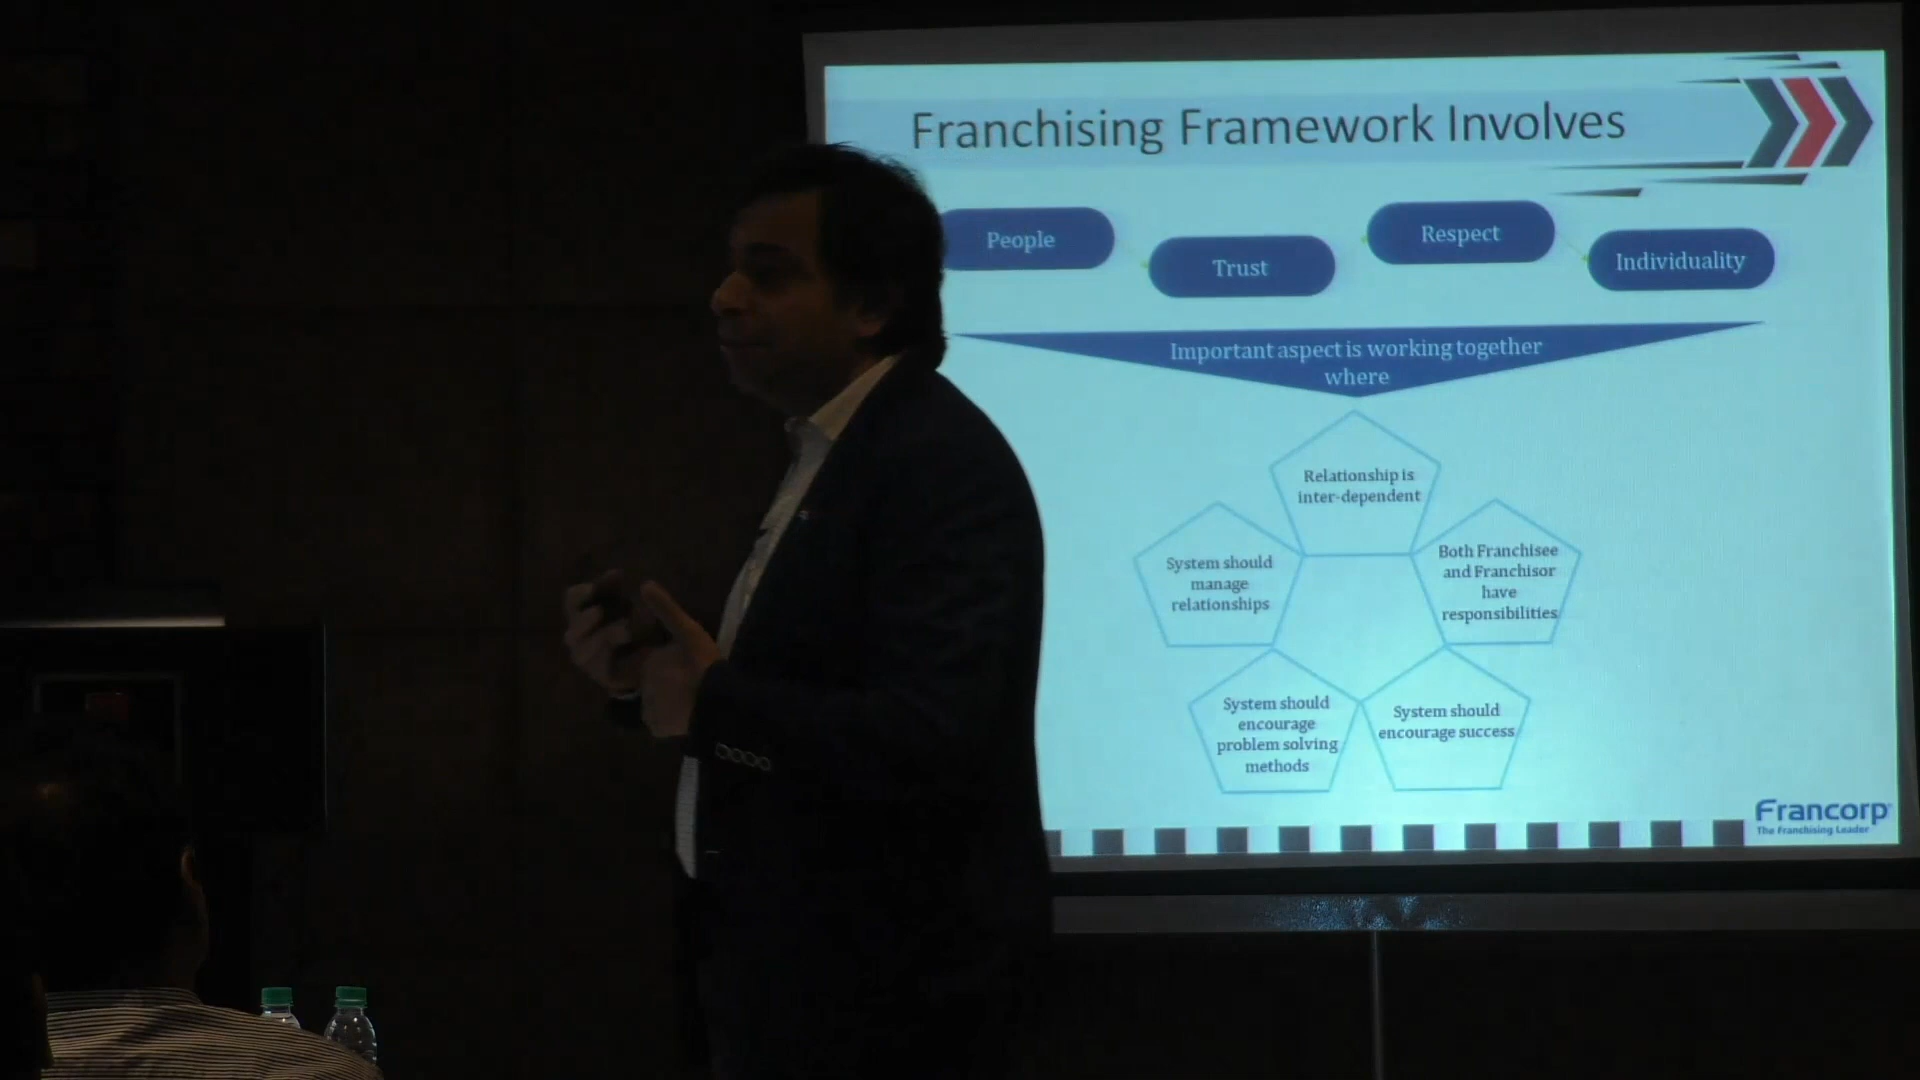 Franchising Framework Involves
People
Trust
Respect
Individuality
Important aspect is working together
where
Relationship is
inter-dependent
System should
manage
relationships
Both Franchisee
and Franchisor
have
responsibilities
System should
encourage
problem solving
methods
System should
encourage success
Francorp
The Franchising Leader